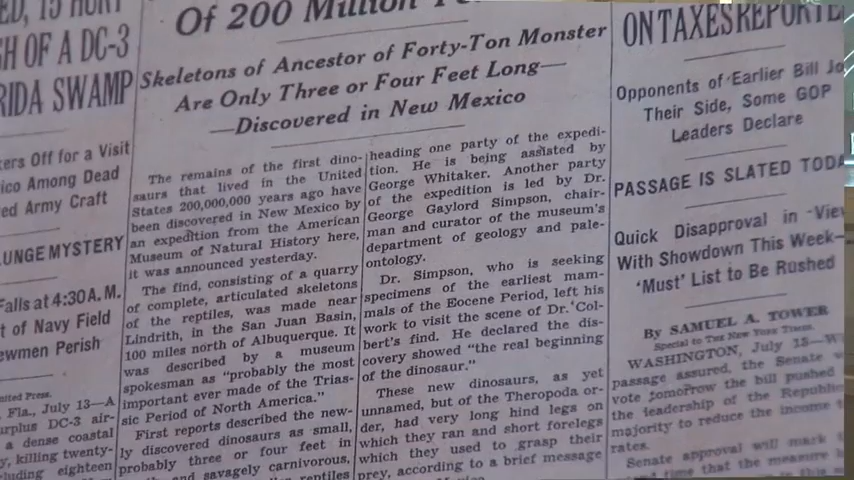 ED, 15 HURT
SH OF A DC-3
RIDA SWAMP
kers Off for a Visit
ico Among Dead
ed Army Craft
UNGE MYSTERY
Falls at 4:30 A. M.
t of Navy Field
ewmen Perish
Fla., July 13—A
urplus DC-3 air-
a dense coastal
y, killing twenty-
cluding eighteen
Of 200 Million
Skeletons of Ancestor of Forty-Ton Monster
Are Only Three or Four Feet Long—
—Discovered in New Mexico
The remains of the first dino-
saurs that lived in the United
States 200,000,000 years ago have
been discovered in New Mexico by
an expedition from the American
Museum of Natural History here,
it was announced yesterday.
The find, consisting of a quarry
of complete, articulated skeletons
of the reptiles, was made near
Lindrith, in the San Juan Basin,
100 miles north of Albuquerque. It
was described by a museum
spokesman as "probably the most
important ever made of the Trias-
sic Period of North America."
First reports described the new-
ly discovered dinosaurs as small,
probably three or four feet in
and savagely carnivorous,
reptiles
heading one party of the expedi-
tion. He is being assisted by
George Whitaker. Another party
of the expedition is led by Dr.
George Gaylord Simpson, chair-
man and curator of the museum's
department of geology and pale-
ontology.
Dr. Simpson, who is seeking
specimens of the earliest mam-
mals of the Eocene Period, left his
work to visit the scene of Dr. Col-
bert's find. He declared the dis-
covery showed "the real beginning
of the dinosaur."
These new dinosaurs, as yet
unnamed, but of the Theropoda or-
der, had very long hind legs on
which they ran and short forelegs
which they used to grasp their
prey, according to a brief message
ON TAXES REPORTE
Opponents of Earlier Bill Jo
Their Side, Some GOP
Leaders Declare
PASSAGE IS SLATED TODA
Quick Disapproval in View
With Showdown This Week—
'Must' List to Be Rushed
By SAMUEL A. TOWER
Special to THE NEW YORK TIMES.
WASHINGTON, July 13—W
passage assured, the Senate w
vote tomorrow the bill pushed
the leadership of the Republic
majority to reduce the income t
rates.
Senate approval will mark
time that the measure